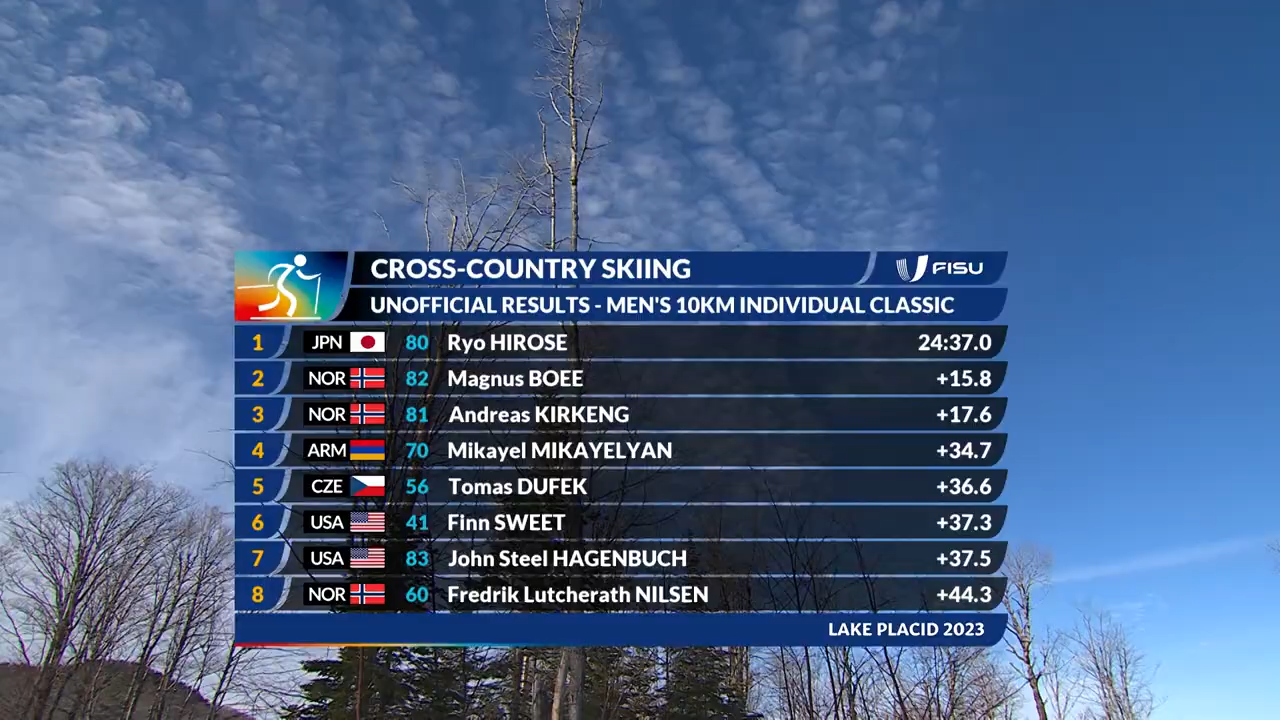 CROSS-COUNTRY SKIING FISU
UNOFFICIAL RESULTS - MEN'S 10KM INDIVIDUAL CLASSIC
1 JPN 80 Ryo HIROSE 24:37.0
2 NOR 82 Magnus BOEE +15.8
3 NOR 81 Andreas KIRKENG +17.6
4 ARM 70 Mikayel MIKAYELYAN +34.7
5 CZE 56 Tomas DUFEK +36.6
6 USA 41 Finn SWEET +37.3
7 USA 83 John Steel HAGENBUCH +37.5
8 NOR 60 Fredrik Lutcherath NILSEN +44.3
LAKE PLACID 2023